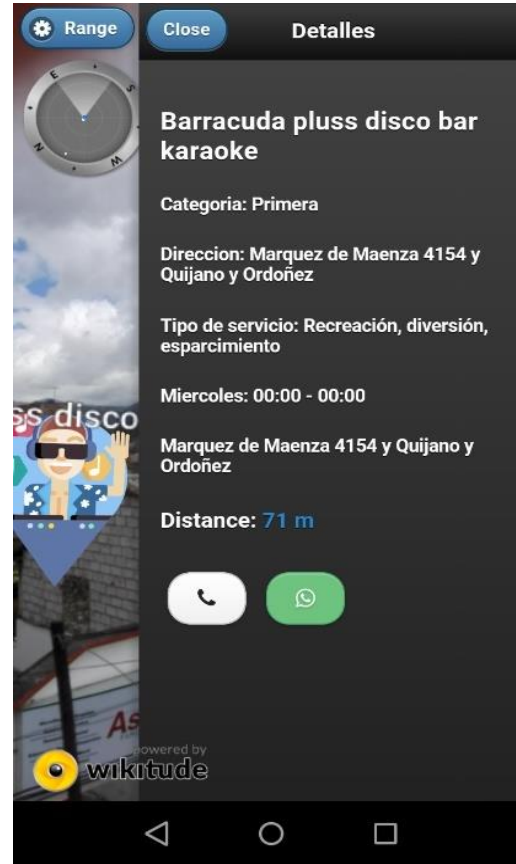 Range
Close
Detalles
E
S
N
W
Barracuda pluss disco bar
karaoke
Categoria: Primera
Direccion: Marquez de Maenza 4154 y
Quijano y Ordoñez
Tipo de servicio: Recreación, diversión,
esparcimiento
Miercoles: 00:00 - 00:00
ss disco
Marquez de Maenza 4154 y Quijano y
Ordoñez
Distance: 71 m
As
powered by
wikitude